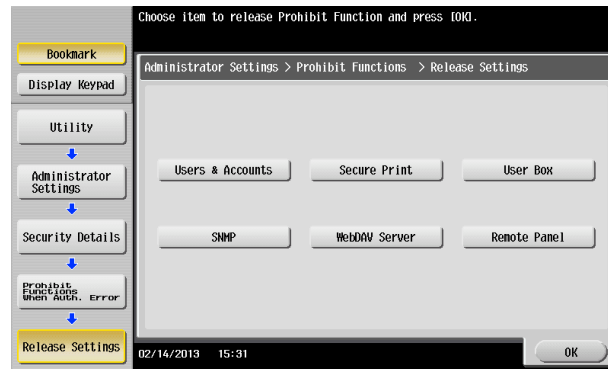 Choose item to release Prohibit Function and press [OK].
Bookmark
Display Keypad
Administrator Settings > Prohibit Functions > Release Settings
Utility
Administrator
Settings
Security Details
Prohibit
Functions
When Auth. Error
Release Settings
Users & Accounts
Secure Print
User Box
SNMP
WebDAV Server
Remote Panel
02/14/2013 15:31
OK